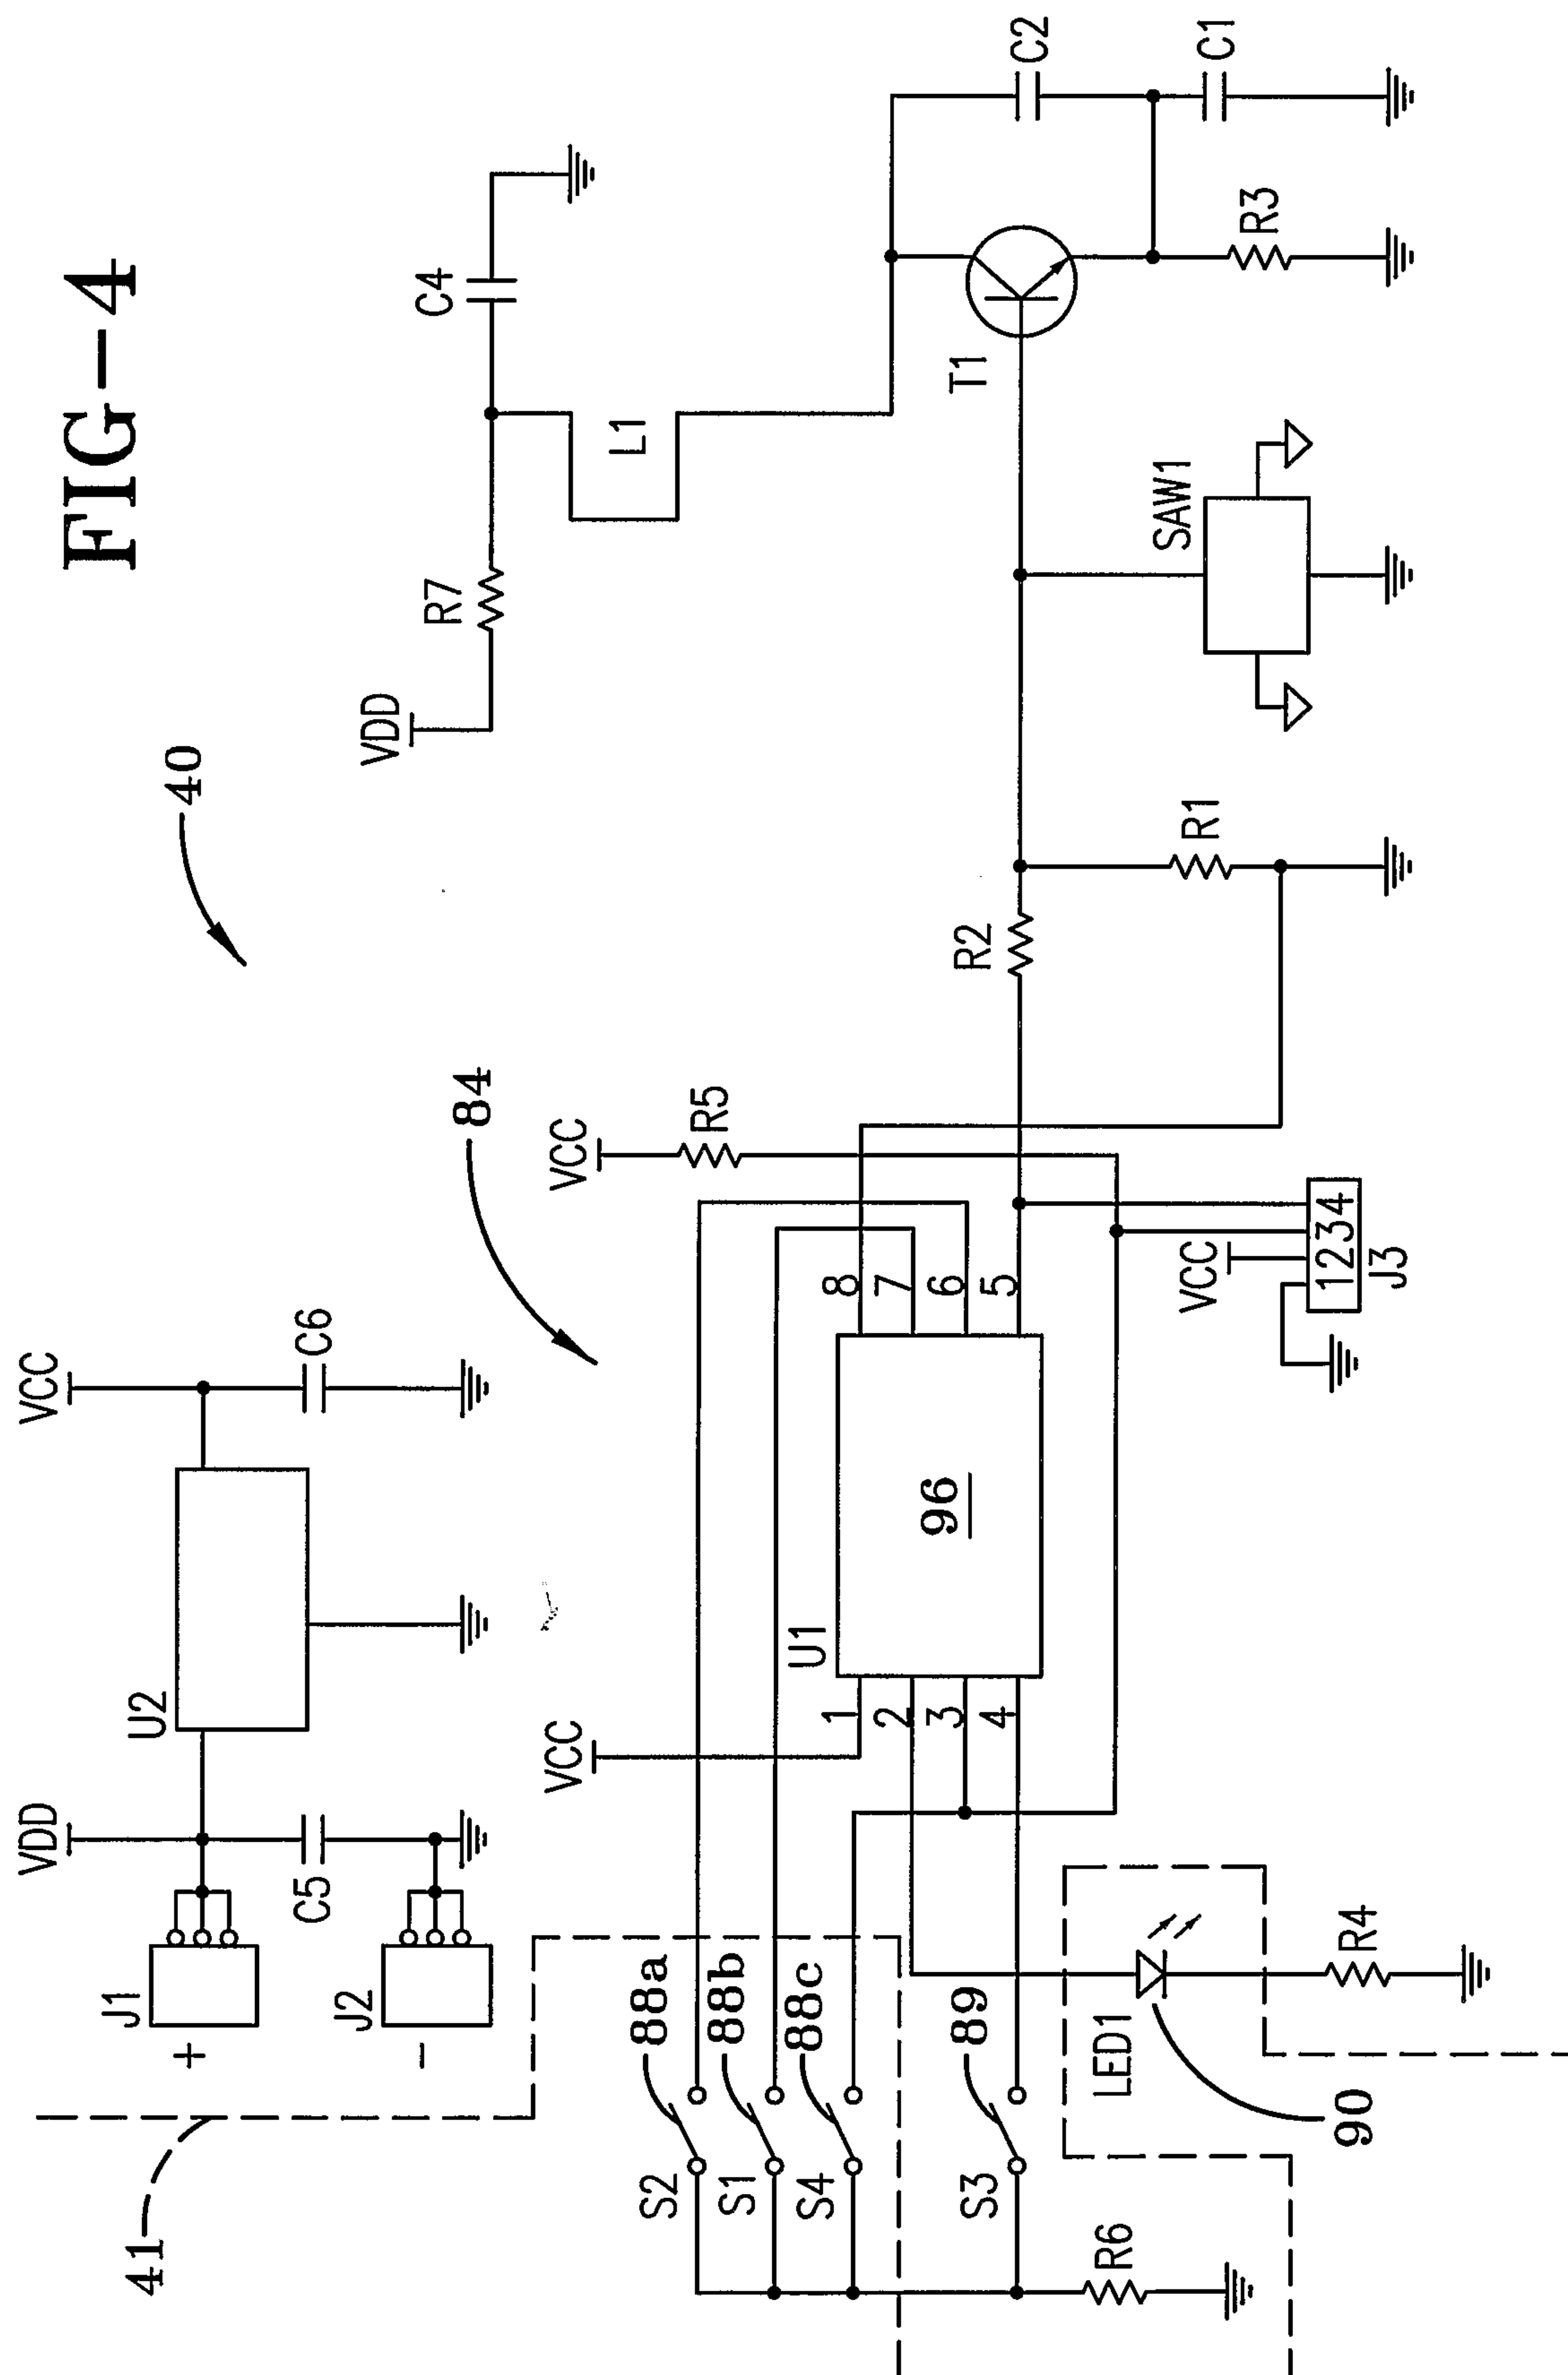 FIG-4
40
41
J1
+
J2
-
VDD
C5
U2
VCC
C6
84
VDD
R7
C4
L1
88a
88b
88c
89
S2
S1
S4
S3
R6
LED1
90
R4
VCC
U1
96
1
2
3
4
8
7
6
5
VCC
R5
VCC
1234
J3
R2
R1
SAW1
T1
R3
C2
C1